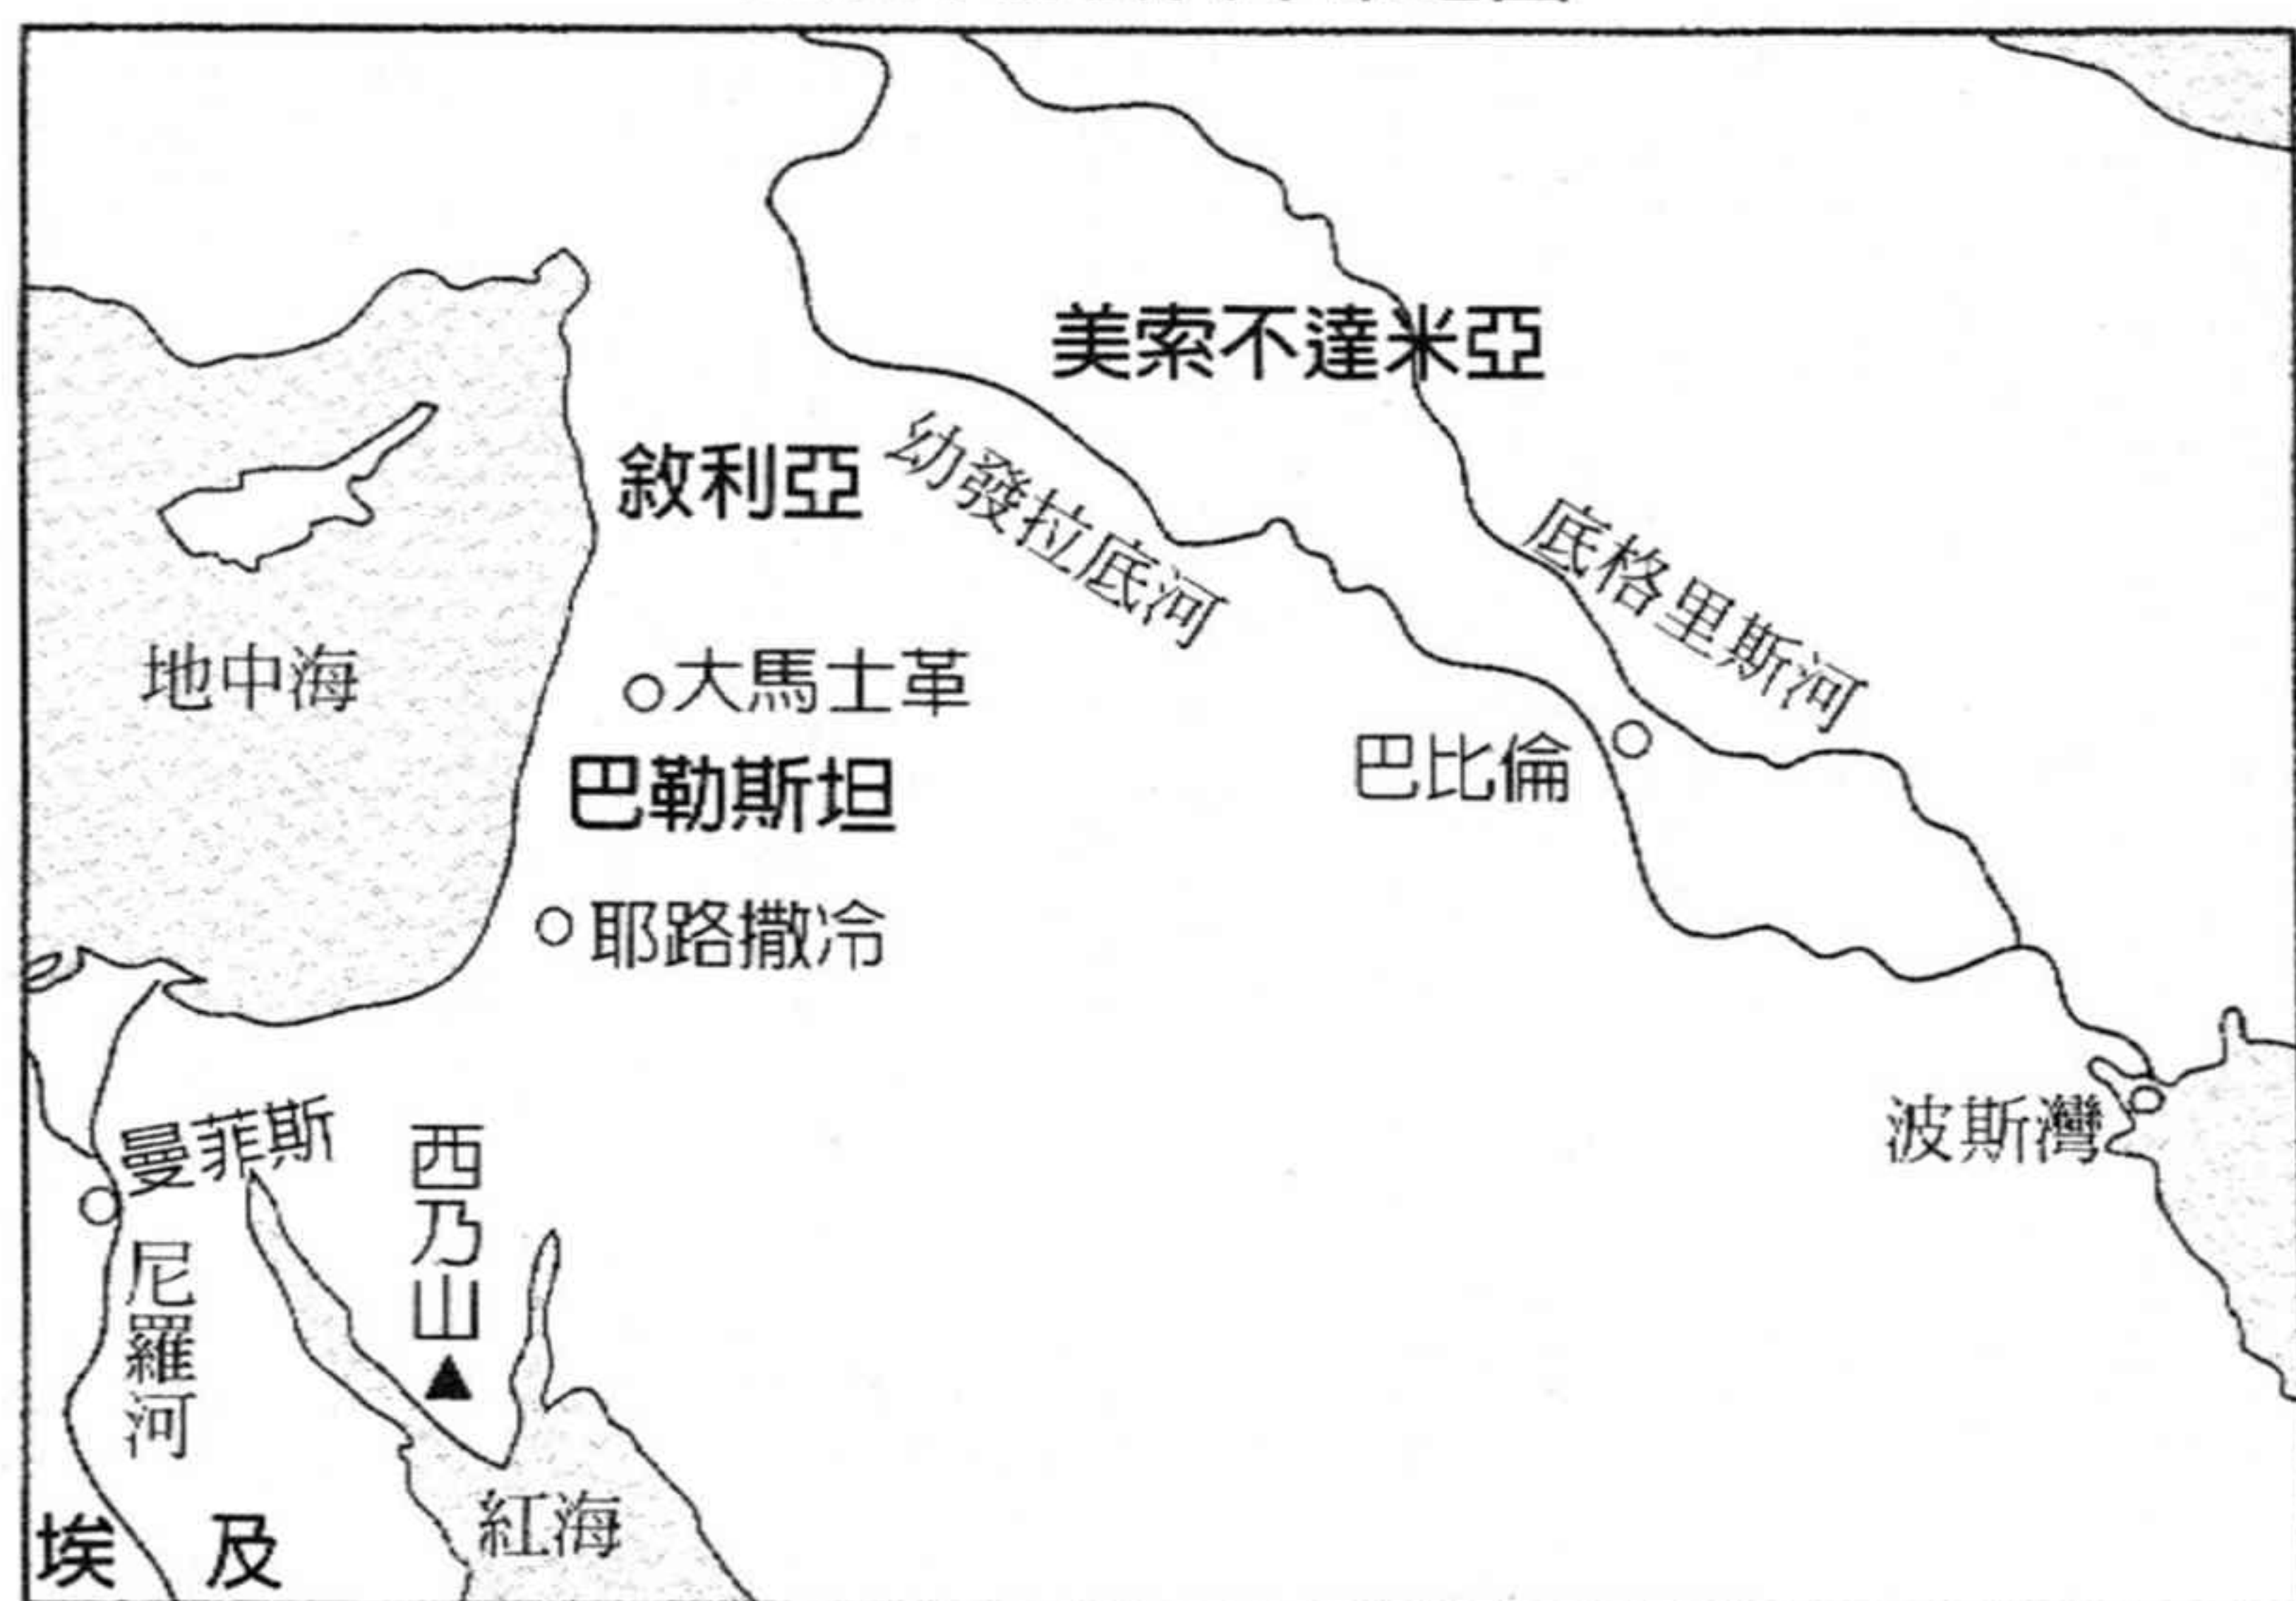 美索不達米亞
敘利亞
幼發拉底河
底格里斯河
地中海
大馬士革
巴勒斯坦
巴比倫
耶路撒冷
曼菲斯
西乃山
波斯灣
尼羅河
紅海
埃及